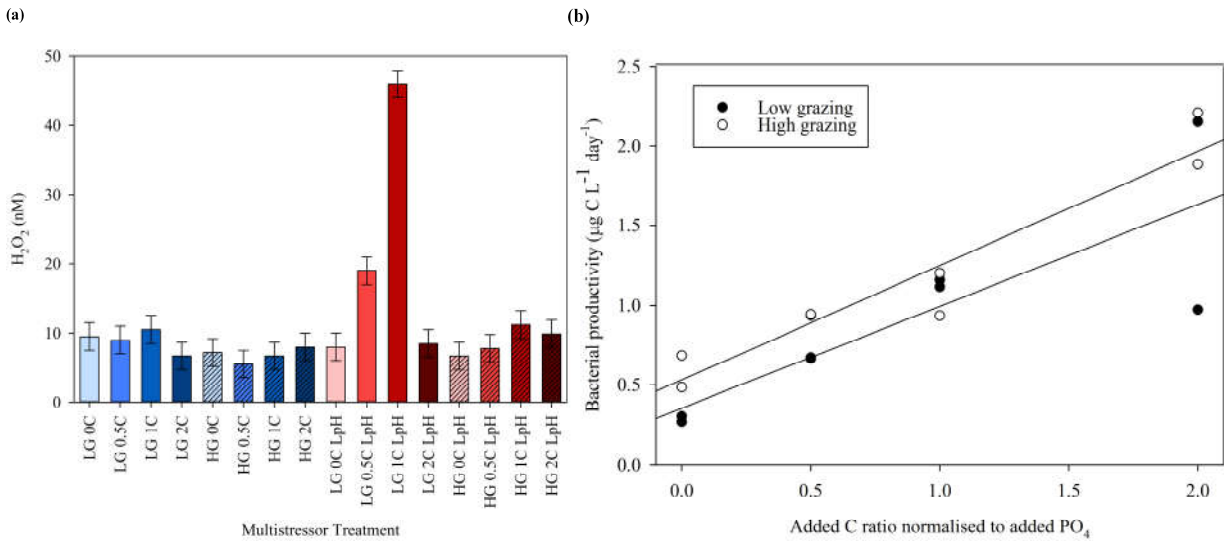 (a)
50
40
30
20
10
0
H₂O₂ (nM)
LG 0C
LG 0.5C
LG 1C
LG 2C
HG 0C
HG 0.5C
HG 1C
HG 2C
LG 0C LpH
LG 0.5C LpH
LG 1C LpH
LG 2C LpH
HG 0C LpH
HG 0.5C LpH
HG 1C LpH
HG 2C LpH
Multistressor Treatment
(b)
2.5
2.0
1.5
1.0
0.5
0.0
Bacterial productivity (µg C L⁻¹ day⁻¹)
Low grazing
High grazing
0.0
0.5
1.0
1.5
2.0
Added C ratio normalised to added PO₄